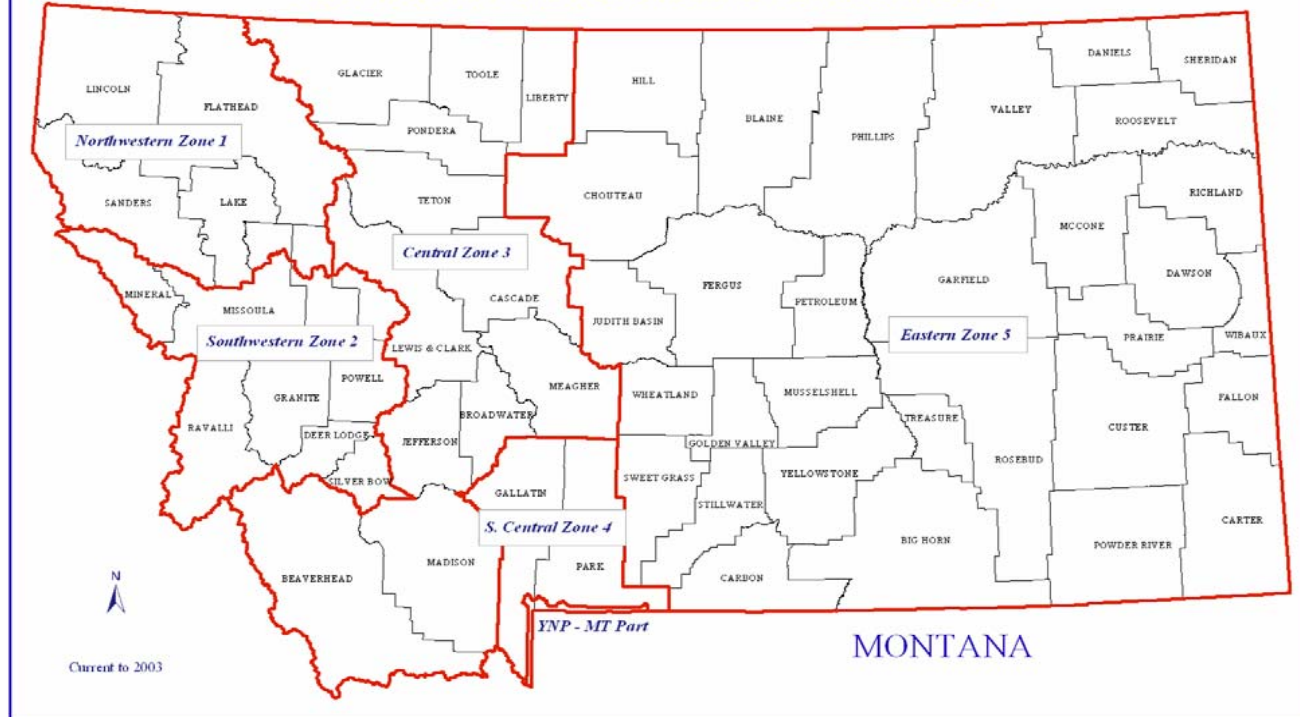 GLACIER
TOOLE
LIBERTY
HILL
BLAINE
PHILLIPS
VALLEY
DANIELS
SHERIDAN
LINCOLN
FLATHEAD
PONDERA
ROOSEVELT
Northwestern Zone 1
CHOUTEAU
RICHLAND
SANDERS
LAKE
TETON
MCCONE
Central Zone 3
DAWSON
MINERAL
MISSOULA
CASCADE
FERGUS
PETROLEUM
GARFIELD
JUDITH BASIN
Southwestern Zone 2
Eastern Zone 5
PRAIRIE
WIBAUX
LEWIS & CLARK
POWELL
GRANITE
MEAGHER
WHEATLAND
MUSSELSHELL
FALLON
RAVALLI
DEER LODGE
JEFFERSON
BROADWATER
GOLDEN VALLEY
TREASURE
CUSTER
SILVER BOW
GALLATIN
SWEET GRASS
YELLOWSTONE
ROSEBUD
STILLWATER
S. Central Zone 4
CARTER
BEAVERHEAD
MADISON
PARK
CARBON
BIG HORN
POWDER RIVER
N
YNP - MT Part
MONTANA
Current to 2003